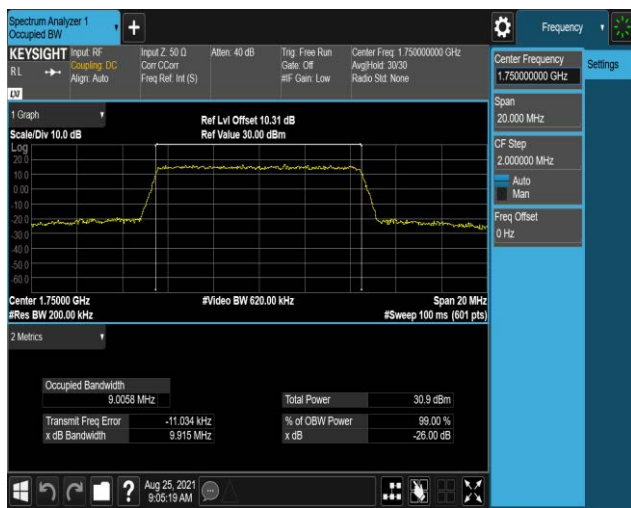 Spectrum Analyzer 1
Occupied BW
Frequency
KEYSIGHT
Input: RF
Coupling: DC
Align: Auto
Input Z: 50 Ω
Corr CCorr
Freq Ref: Int (S)
Atten: 40 dB
Trig: Free Run
Gate: Off
#IF Gain: Low
Center Freq: 1.750000000 GHz
Avg|Hold: 30/30
Radio Std: None
RL
LXI
Center Frequency
1.750000000 GHz
Settings
Span
20.000 MHz
CF Step
2.000000 MHz
Auto
Man
Freq Offset
0 Hz
1 Graph
Scale/Div 10.0 dB
Ref Lvl Offset 10.31 dB
Ref Value 30.00 dBm
Log
20.0
10.0
0.00
-10.0
-20.0
-30.0
-40.0
-50.0
-60.0
Center 1.75000 GHz
#Video BW 620.00 kHz
Span 20 MHz
#Res BW 200.00 kHz
#Sweep 100 ms (601 pts)
2 Metrics
Occupied Bandwidth
9.0058 MHz
Total Power 30.9 dBm
Transmit Freq Error -11.034 kHz
% of OBW Power 99.00 %
x dB Bandwidth 9.915 MHz
x dB -26.00 dB
?
Aug 25, 2021
9:05:19 AM